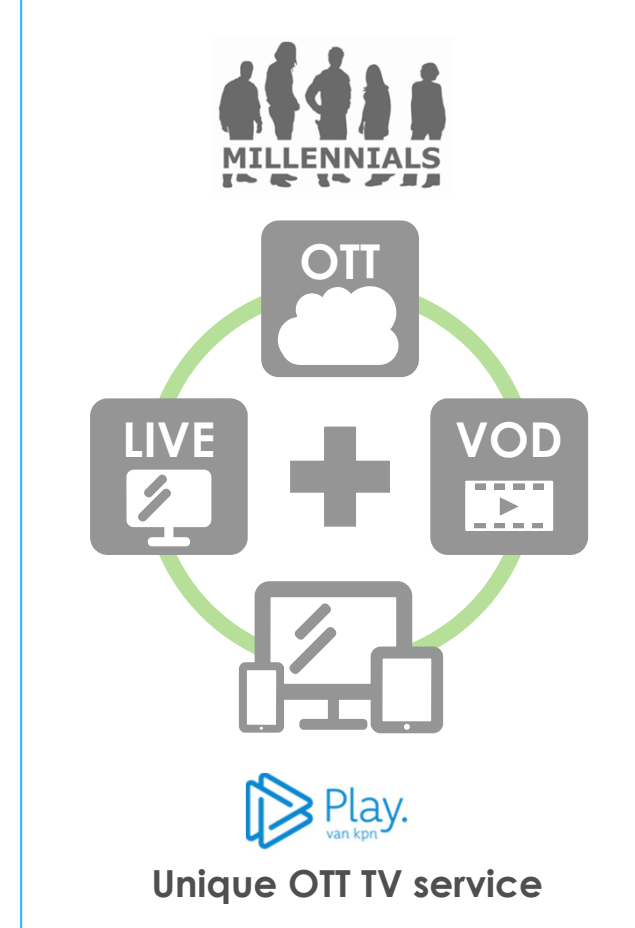 MILLENNIALS
OTT
LIVE
VOD
Play.
van kpn
Unique OTT TV service